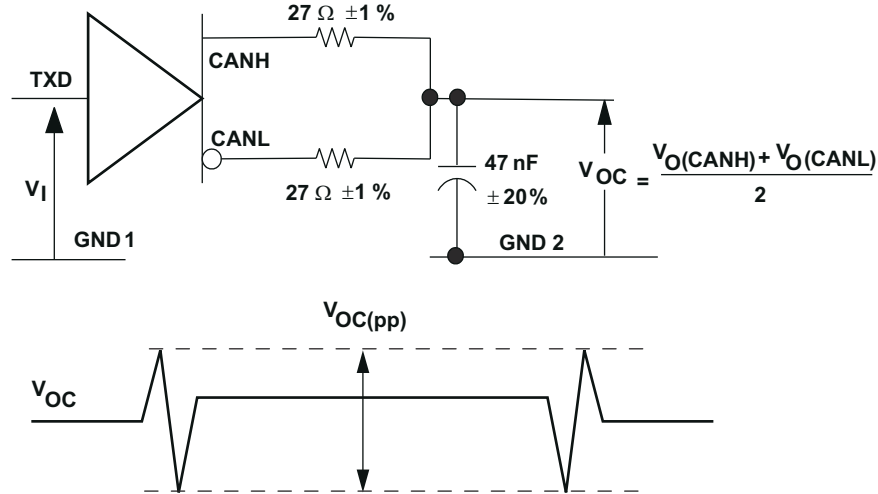 27 Ω ±1 %
CANH
TXD
CANL
V_I
27 Ω ±1 %
47 nF
± 20%
V_OC = V_O(CANH) + V_O(CANL)
2
GND 1
GND 2
V_OC(pp)
V_OC